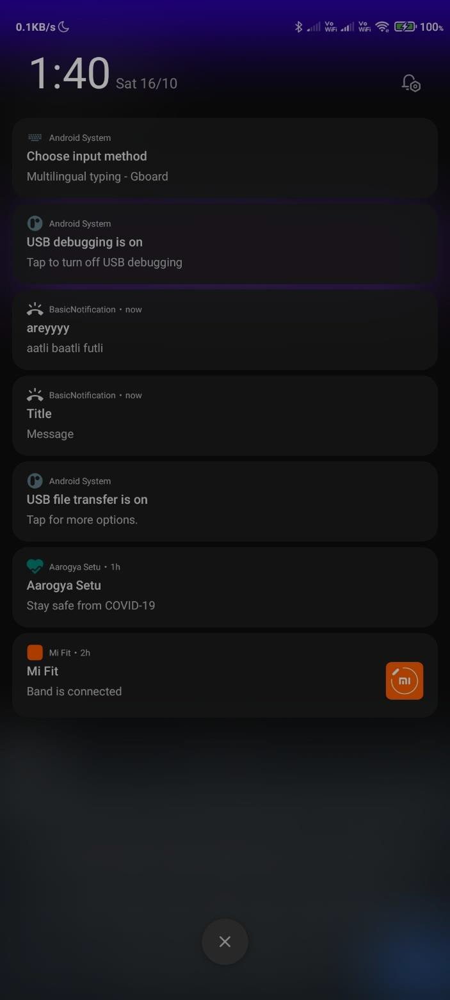 0.1KB/s Vo WiFi Vo WiFi 100%
1:40 Sat 16/10
Android System
Choose input method
Multilingual typing - Gboard
Android System
USB debugging is on
Tap to turn off USB debugging
BasicNotification • now
areyyyy
aatli baatli futli
BasicNotification • now
Title
Message
Android System
USB file transfer is on
Tap for more options.
Aarogya Setu • 1h
Aarogya Setu
Stay safe from COVID-19
Mi Fit • 2h
Mi Fit
Band is connected
mi